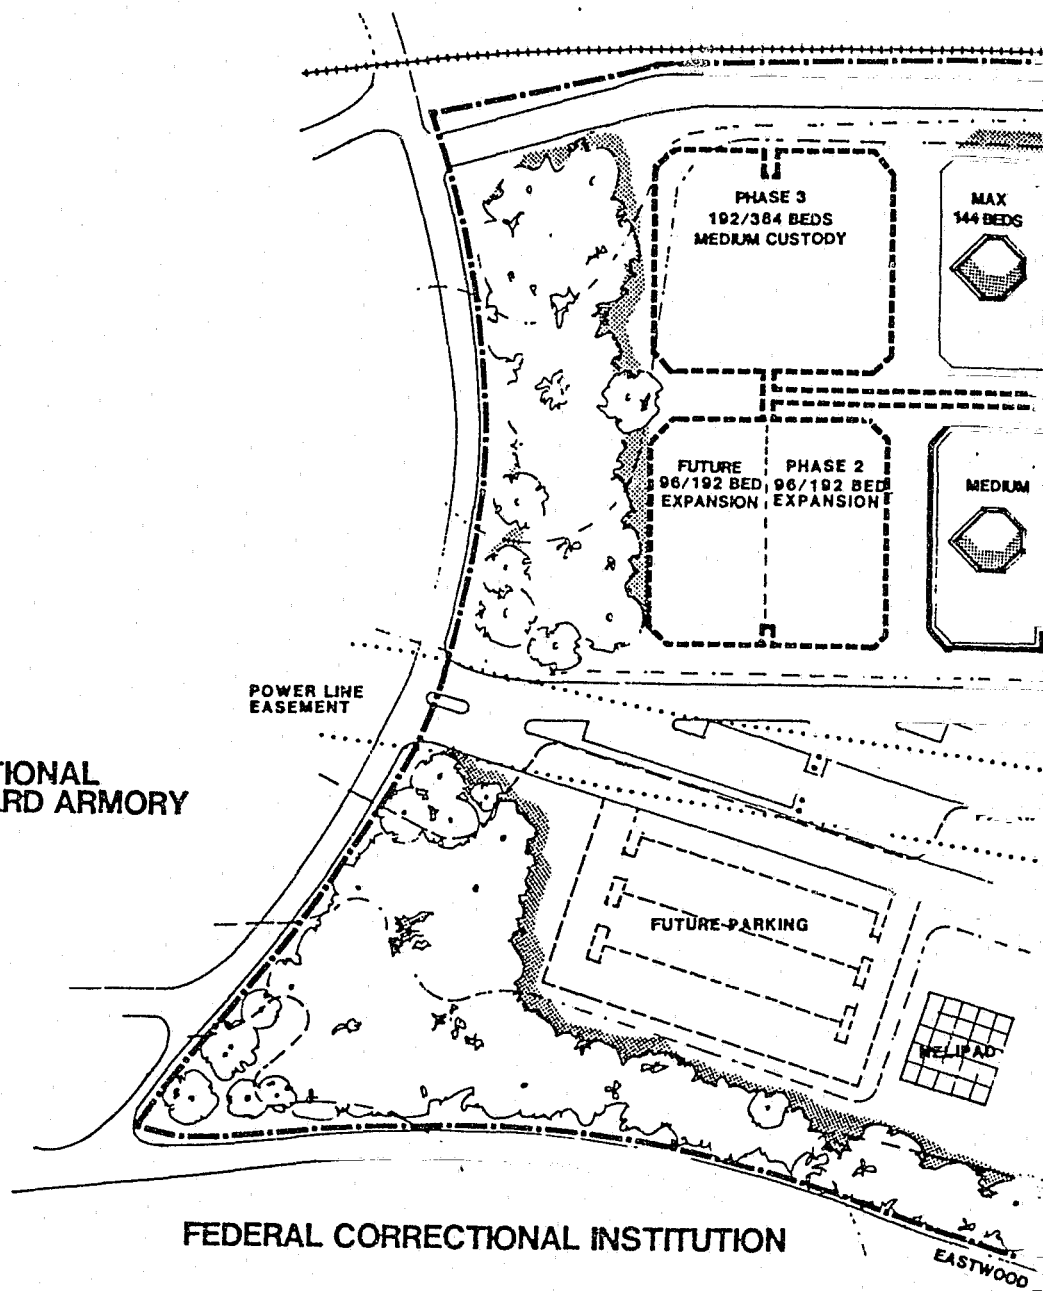 PHASE 3
192/384 BEDS
MEDIUM CUSTODY
MAX
144 BEDS
FUTURE
96/192 BED
EXPANSION
PHASE 2
96/192 BED
EXPANSION
MEDIUM
POWER LINE
EASEMENT
TIONAL
RD ARMORY
FUTURE PARKING
HELIPAD
FEDERAL CORRECTIONAL INSTITUTION
EASTWOOD